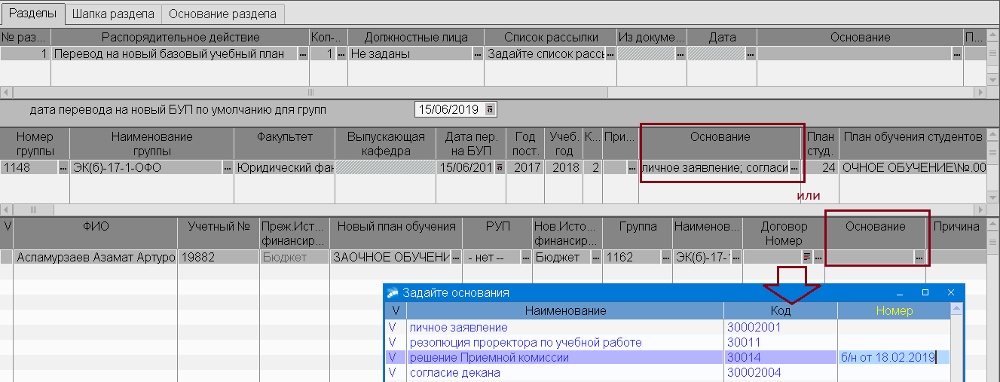 Разделы Шапка раздела Основание раздела
№ раз... Распорядительное действие Кол-... Должностные лица Список рассылки Из докуме... Дата Основание П...
1 Перевод на новый базовый учебный план ... 1 ... Не заданы ... Задайте список рассы ... ... ... ...
дата перевода на новый БУП по умолчанию для групп 15/06/2019
Номер группы Наименование группы Факультет Выпускающая кафедра Дата пер. на БУП Год пост. Учеб. год К... При... Основание План студ. План обучения студентов
1148 ... ЭК(б)-17-1-ОФО ... Юридический фак 15/06/201 2017 2018 2 ... личное заявление; согласи ... 24 ОЧНОЕ ОБУЧЕНИЕ\№.00
или
V ФИО Учетный № Преж.Ист... финансир... Новый план обучения РУП Нов.Исто... финансир... Группа Наименов... Договор Номер Основание Причина
Асламурзаев Азамат Артуро 19882 Бюджет ЗАОЧНОЕ ОБУЧЕНИ ... - нет -- ... Бюджет ... 1162 ... ЭК(б)-17-1 ... ... ...
Задайте основания
V Наименование Код Номер
V личное заявление 30002001
V резолюция проректора по учебной работе 30011
V решение Приемной комиссии 30014 б/н от 18.02.2019
V согласие декана 30002004